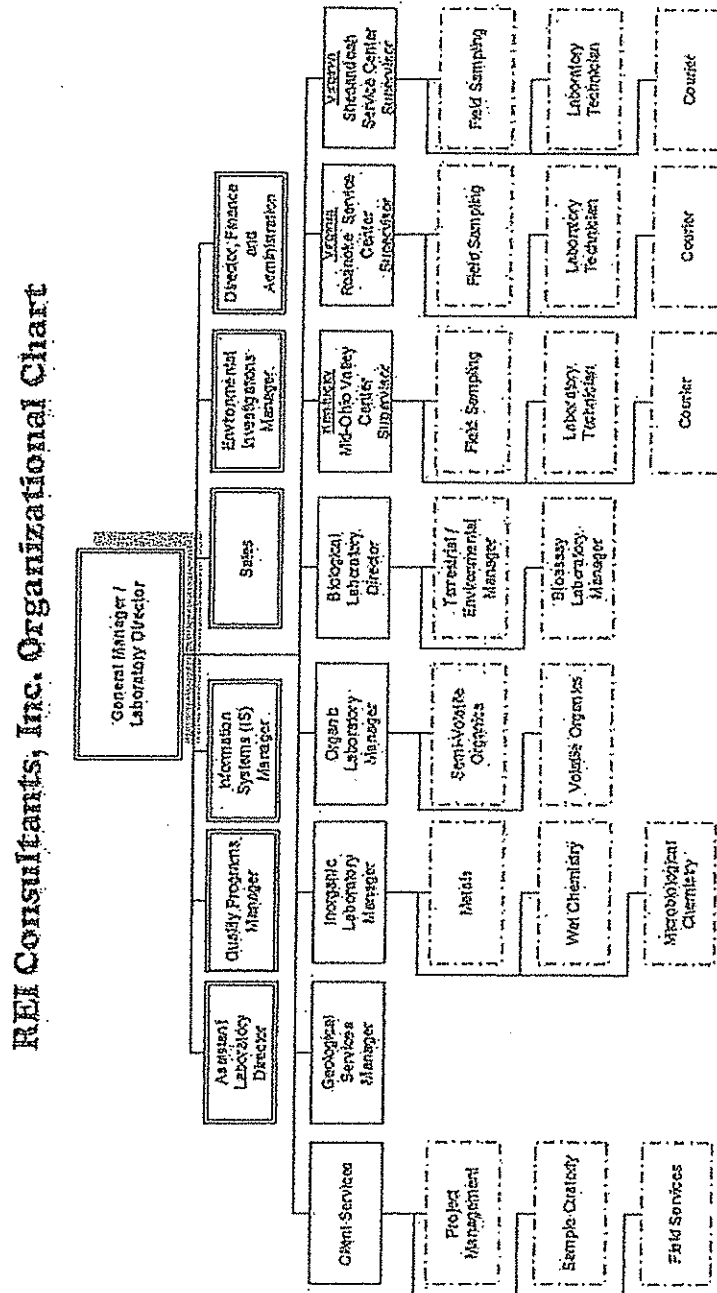 REI Consultants, Inc. Organizational Chart
General Manager /
Laboratory Director
Assistant
Laboratory
Director
Quality Programs
Manager
Information
Systems (IS)
Manager
Sales
Environmental
Investigations
Manager
Director, Finance
and
Administration
Client Services
Geological
Services
Manager
Inorganic
Laboratory
Manager
Organic
Laboratory
Manager
Biological
Laboratory
Director
Kentucky
Mid-Ohio Valley
Center
Supervisor
Virginia
Roanoke Service
Center
Supervisor
Virginia
Shenandoah
Service Center
Supervisor
Project
Management
Metals
Semi-Volatile
Organics
Terrestrial /
Environmental
Manager
Field Sampling
Field Sampling
Field Sampling
Sample Custody
Wet Chemistry
Volatile Organics
Bioassay
Laboratory
Manager
Laboratory
Technician
Laboratory
Technician
Laboratory
Technician
Field Services
Microbiological
Chemistry
Courier
Courier
Courier